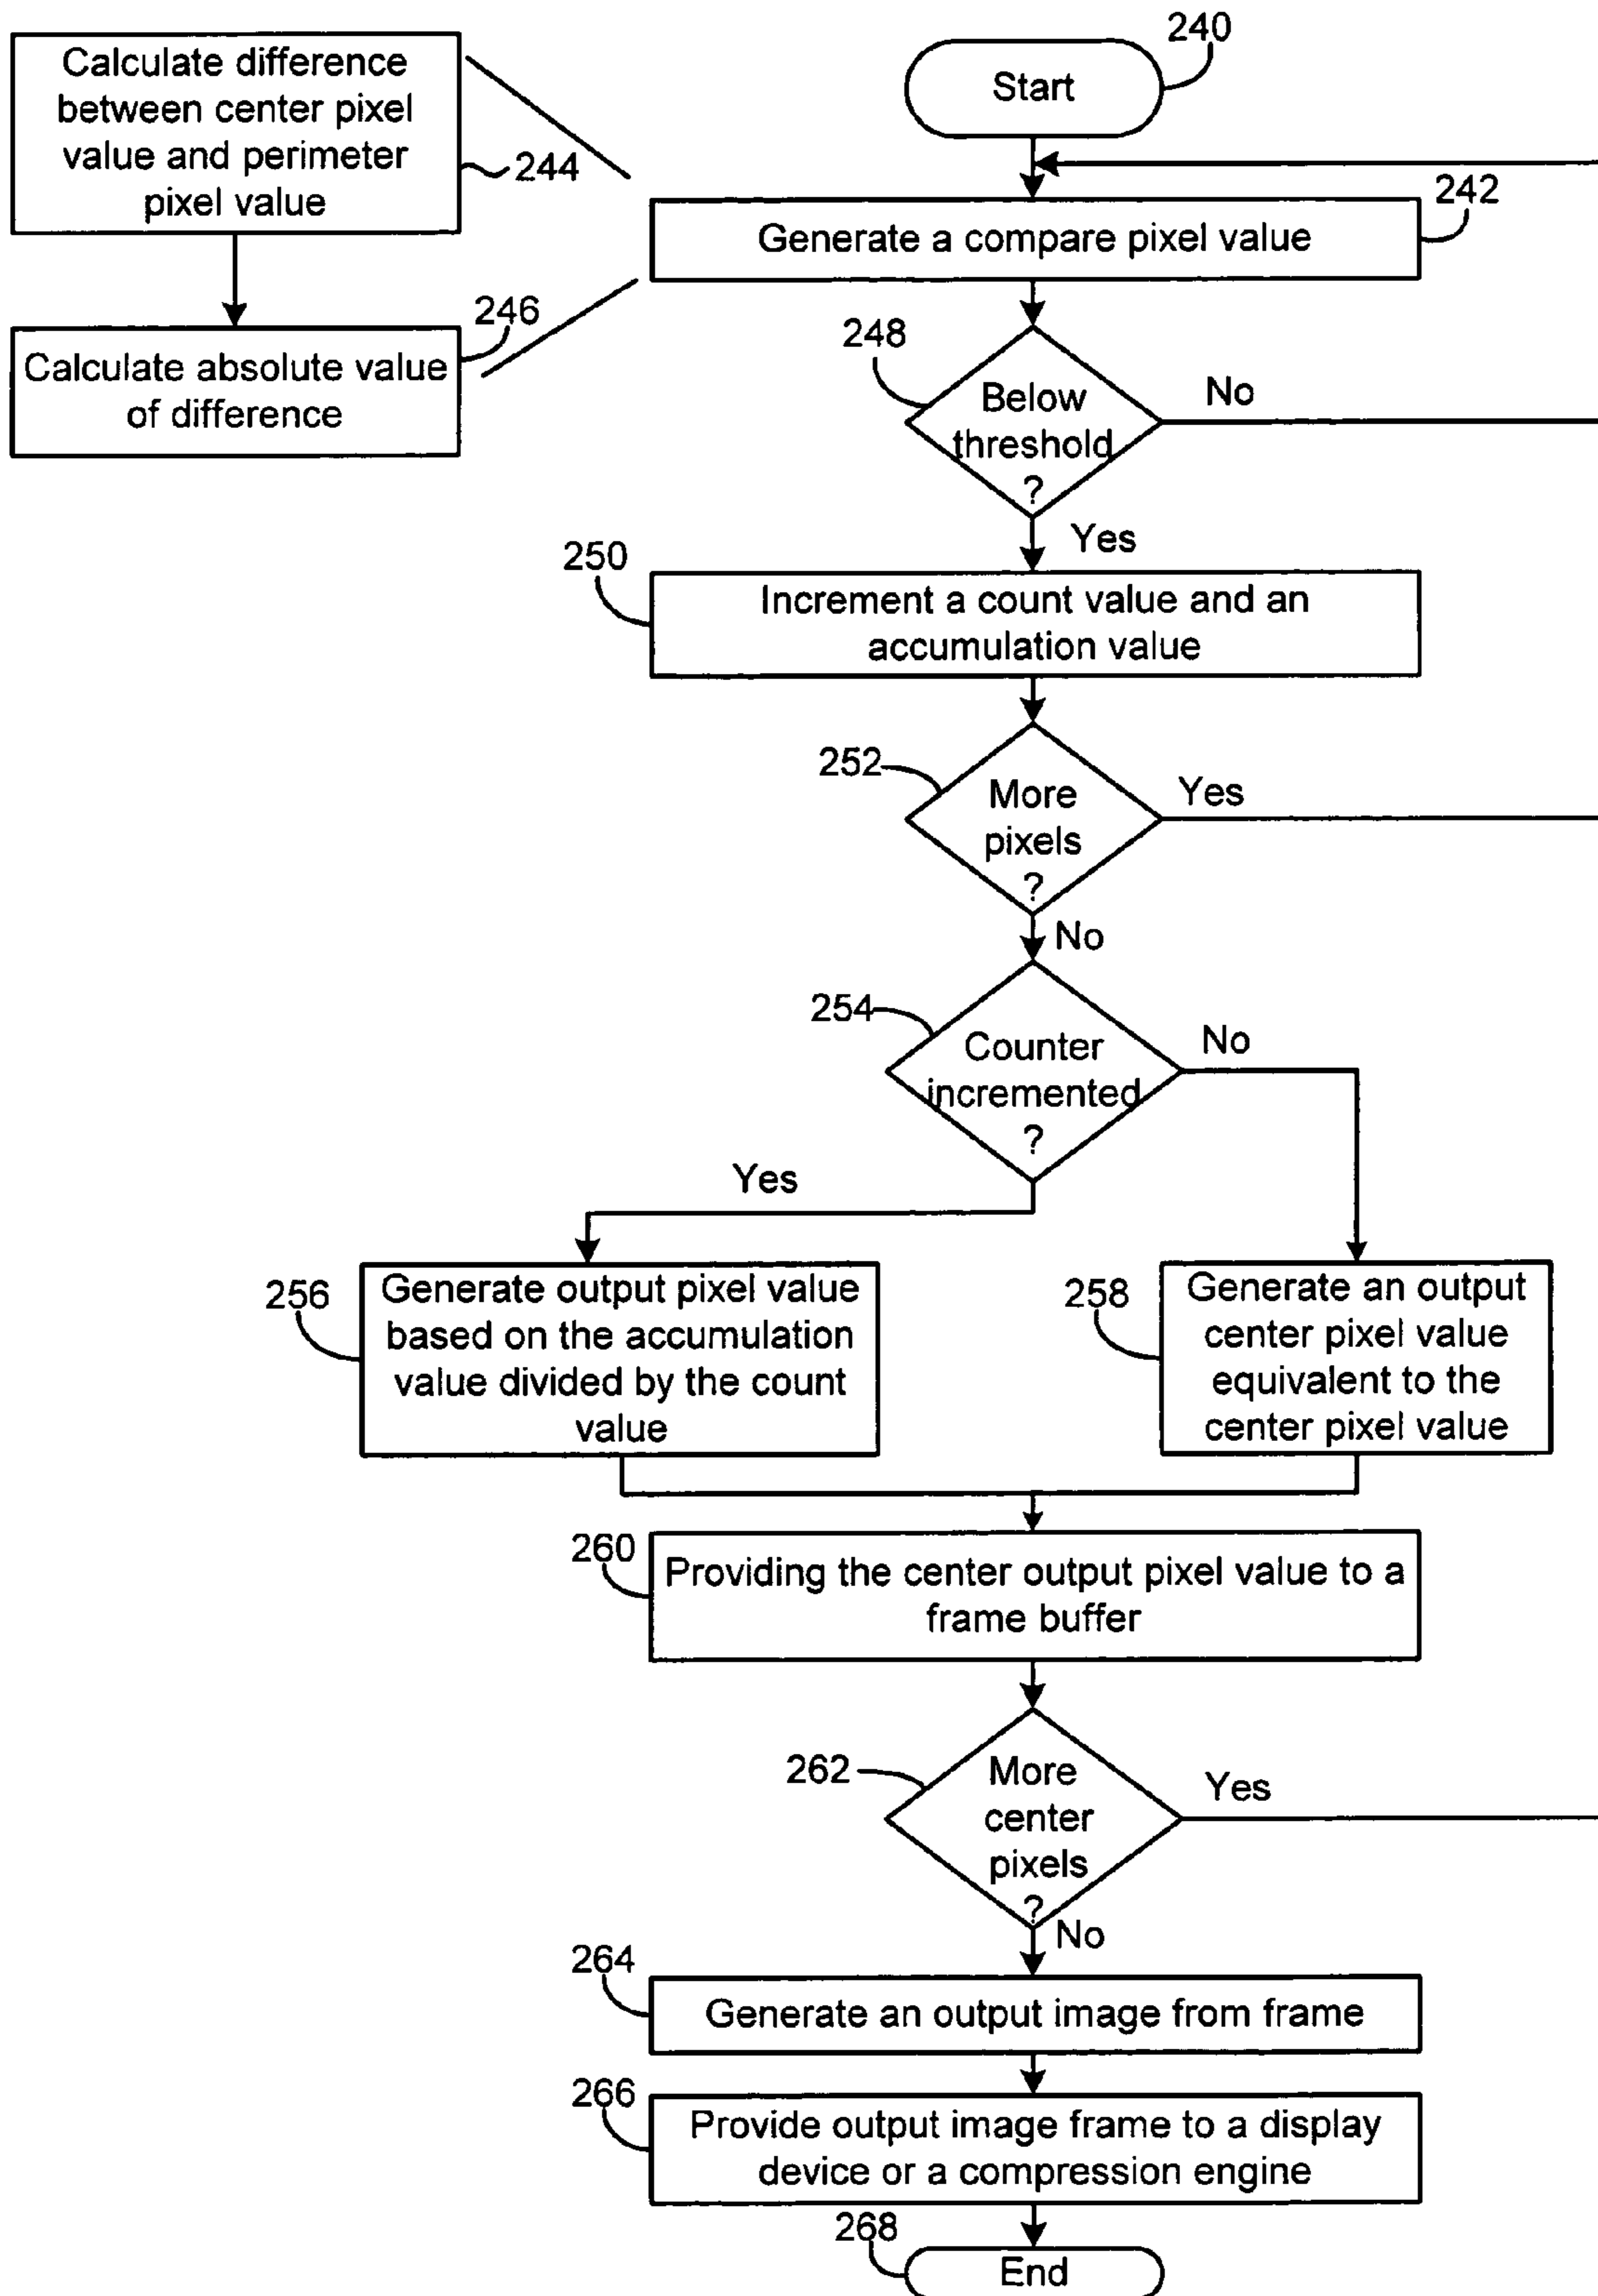 Calculate difference
between center pixel
value and perimeter
pixel value
244
Calculate absolute value
of difference
246
240
Start
242
Generate a compare pixel value
248
Below
threshold
?
No
Yes
250
Increment a count value and an
accumulation value
252
More
pixels
?
Yes
No
254
Counter
incremented
?
No
Yes
256
Generate output pixel value
based on the accumulation
value divided by the count
value
258
Generate an output
center pixel value
equivalent to the
center pixel value
260
Providing the center output pixel value to a
frame buffer
262
More
center
pixels
?
Yes
No
264
Generate an output image from frame
266
Provide output image frame to a display
device or a compression engine
268
End